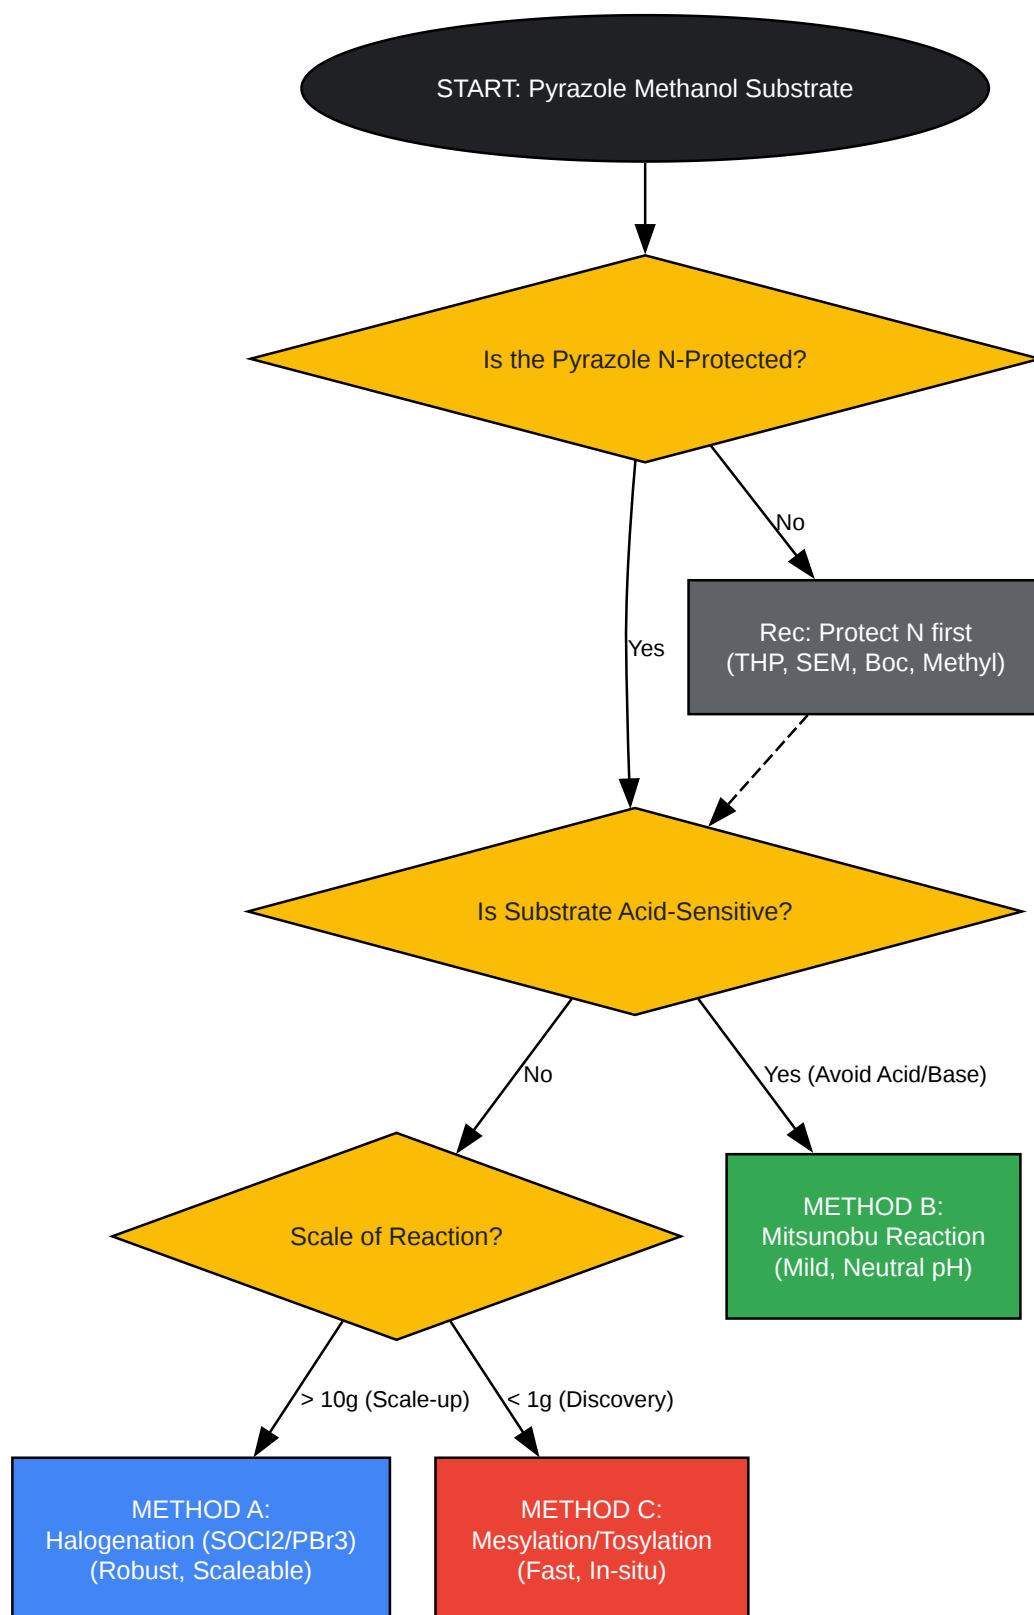 START: Pyrazole Methanol Substrate
Is the Pyrazole N-Protected?
No
Rec: Protect N first
(THP, SEM, Boc, Methyl)
Yes
Is Substrate Acid-Sensitive?
No
Yes (Avoid Acid/Base)
METHOD B:
Mitsunobu Reaction
(Mild, Neutral pH)
Scale of Reaction?
> 10g (Scale-up)
< 1g (Discovery)
METHOD A:
Halogenation (SOCl2/PBr3)
(Robust, Scaleable)
METHOD C:
Mesylation/Tosylation
(Fast, In-situ)